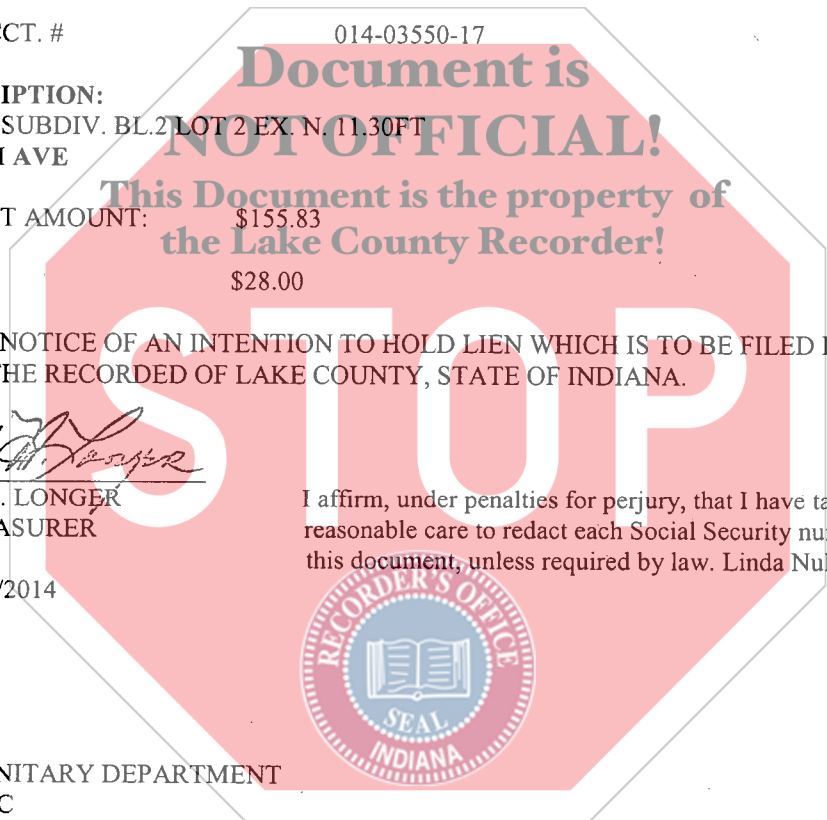 CCT. # 014-03550-17
Document is
IPTION:
SUBDIV. BL.2 LOT 2 EX. N. 11.30FT
NOT OFFICIAL!
I AVE
This Document is the property of
T AMOUNT: $155.83
the Lake County Recorder!
$28.00
NOTICE OF AN INTENTION TO HOLD LIEN WHICH IS TO BE FILED
HE RECORDED OF LAKE COUNTY, STATE OF INDIANA.
STOP
. LONGER
ASURER
I affirm, under penalties for perjury, that I have ta
reasonable care to redact each Social Security nu
this document, unless required by law. Linda Nu
/2014
RECORDER'S OFFICE
SEAL
INDIANA
NITARY DEPARTMENT
C